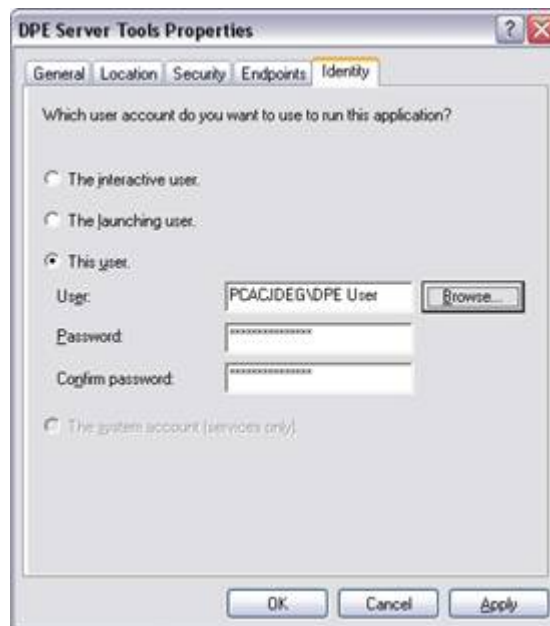 DPE Server Tools Properties
General Location Security Endpoints Identity
Which user account do you want to use to run this application?
The interactive user.
The launching user.
This user.
User: PCACJDEG\DPE User Browse...
Password: ***************
Confirm password: ***************
The system account (services only).
OK Cancel Apply